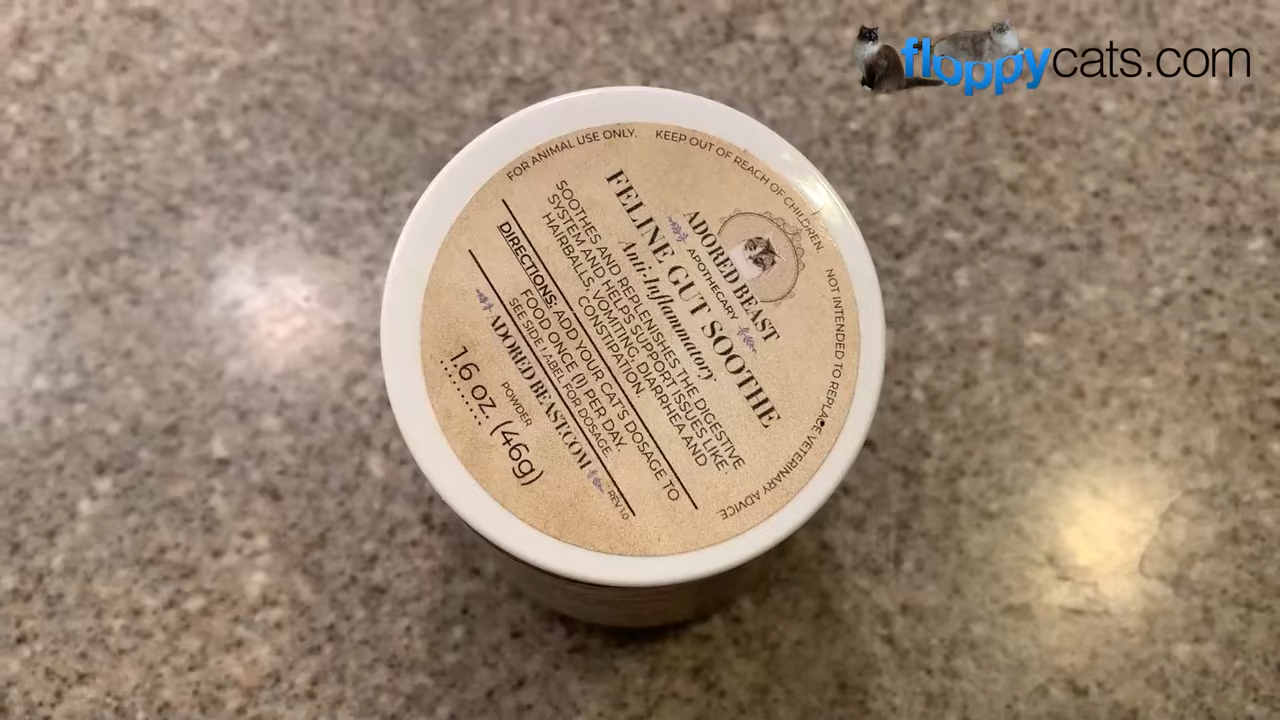 floppycats.com
FOR ANIMAL USE ONLY. KEEP OUT OF REACH OF CHILDREN. NOT INTENDED TO REPLACE VETERINARY ADVICE.
ADORED BEAST
APOTHECARY
FELINE GUT SOOTHE
Anti-Inflammatory
SOOTHES AND REPLENISHES THE DIGESTIVE
SYSTEM AND HELPS SUPPORT TISSUES LIKE
HAIRBALLS, VOMITING, DIARRHEA AND
CONSTIPATION.
DIRECTIONS: ADD YOUR CAT'S DOSAGE TO
FOOD ONCE (1) PER DAY.
SEE SIDE LABEL FOR DOSAGE.
ADOREDBEAST.COM
REV1.0
POWDER
1.6 OZ. (46g)